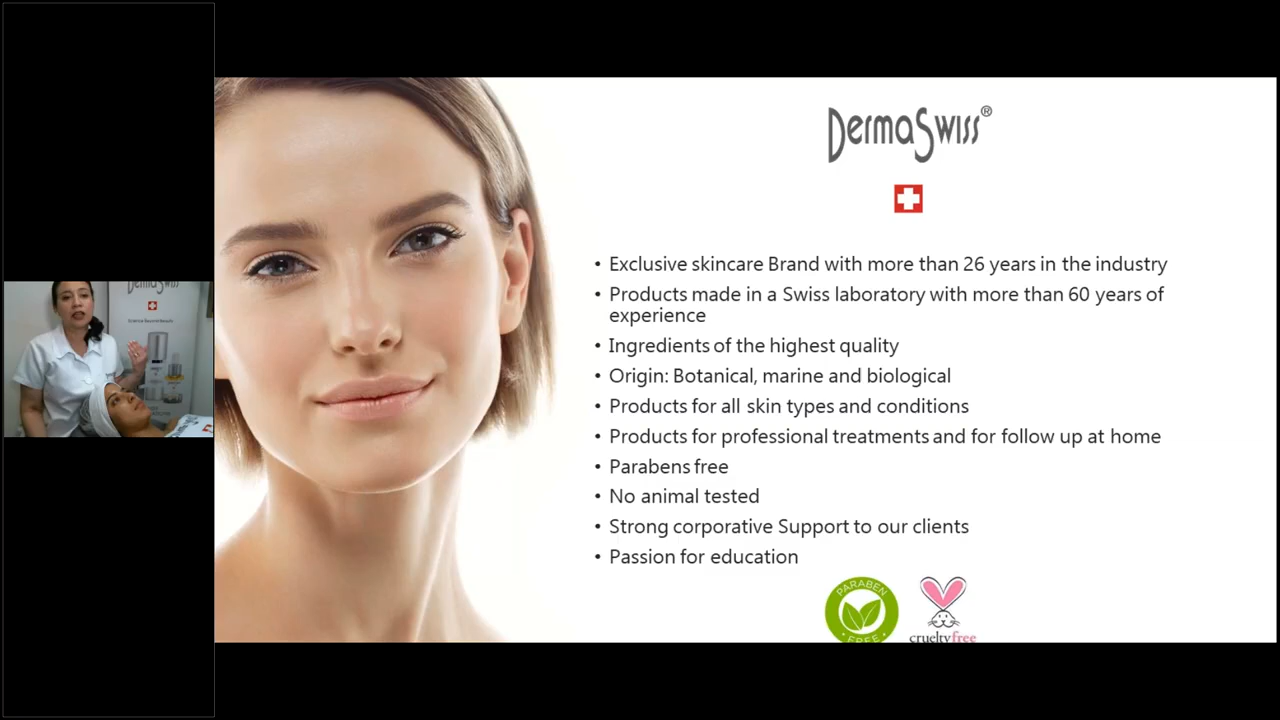 DermaSwiss®
Exclusive skincare Brand with more than 26 years in the industry
Products made in a Swiss laboratory with more than 60 years of
experience
Ingredients of the highest quality
Origin: Botanical, marine and biological
Products for all skin types and conditions
Products for professional treatments and for follow up at home
Parabens free
No animal tested
Strong corporative Support to our clients
Passion for education
PARABEN
FREE
crueltyfree
DermaSwiss